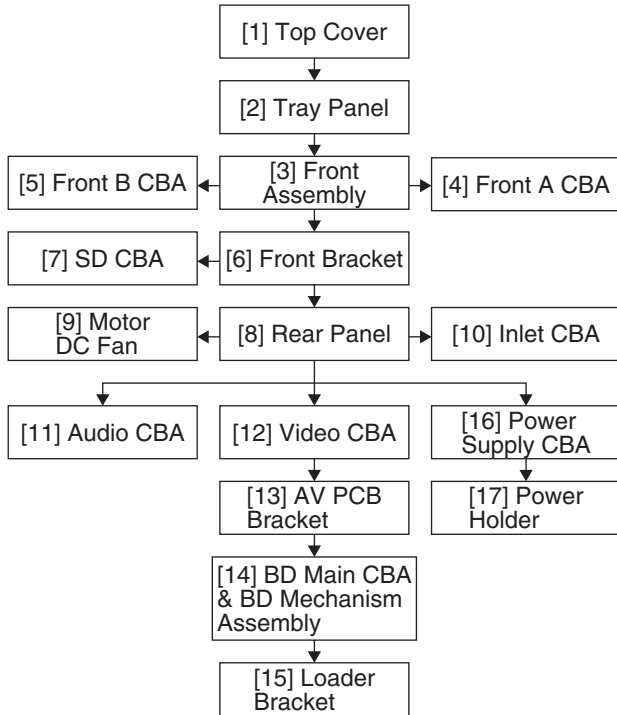 [1] Top Cover
[2] Tray Panel
[5] Front B CBA
[3] Front
Assembly
[4] Front A CBA
[7] SD CBA
[6] Front Bracket
[9] Motor
DC Fan
[8] Rear Panel
[10] Inlet CBA
[11] Audio CBA
[12] Video CBA
[16] Power
Supply CBA
[13] AV PCB
Bracket
[17] Power
Holder
[14] BD Main CBA
& BD Mechanism
Assembly
[15] Loader
Bracket